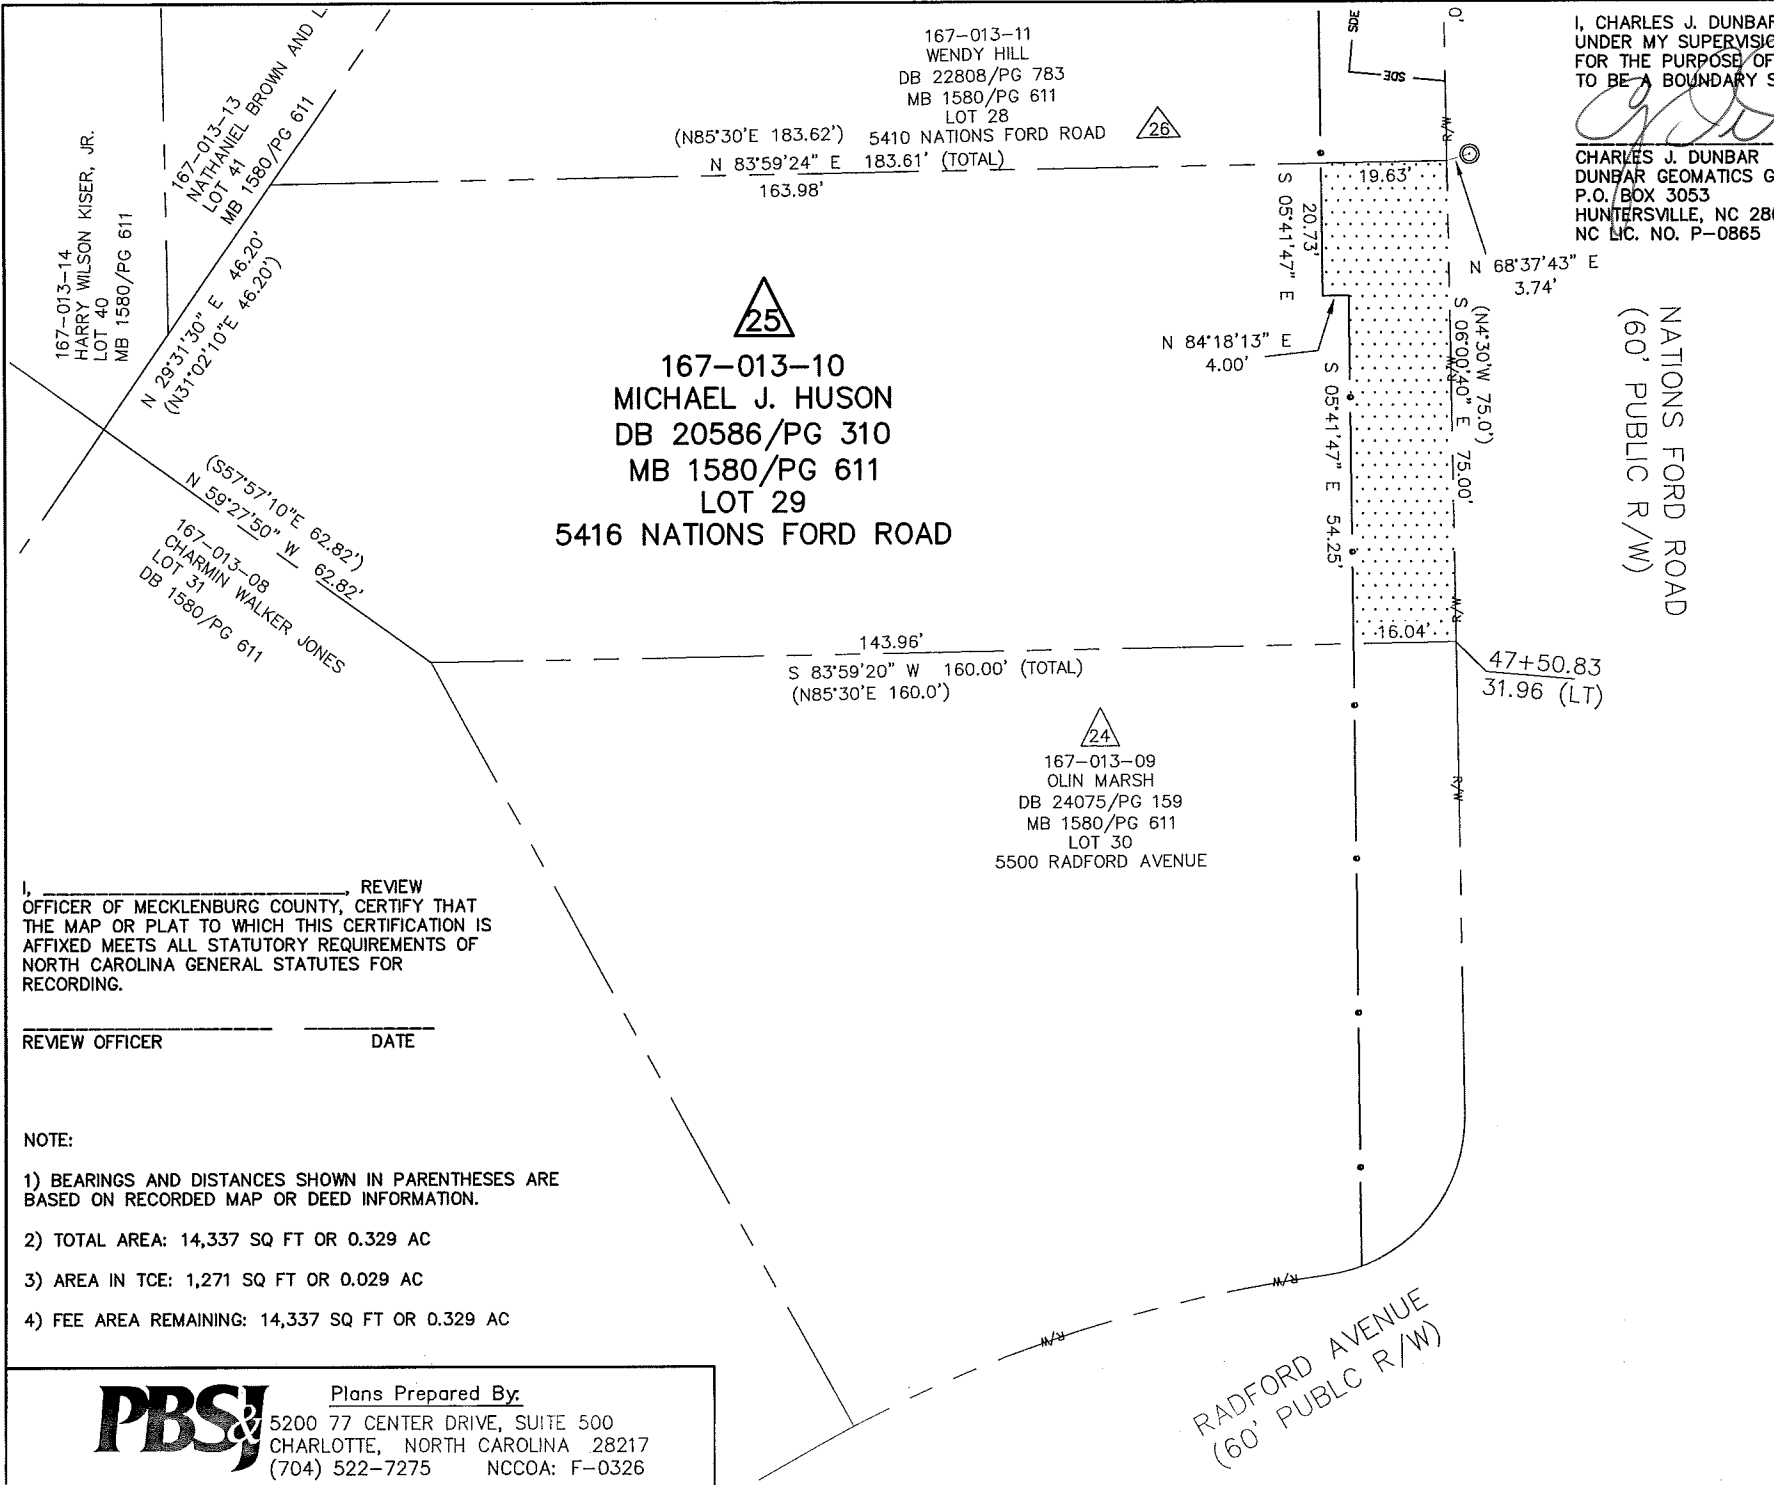 167-013-14
HARRY WILSON KISER, JR.
LOT 40
MB 1580/PG 611
167-013-13
NATHANIEL BROWN AND L
LOT 41
MB 1580/PG 611
167-013-11
WENDY HILL
DB 22808/PG 783
MB 1580/PG 611
LOT 28
5410 NATIONS FORD ROAD
26
(N85°30'E 183.62')
N 83°59'24" E 183.61' (TOTAL)
163.98'
SDE
SDE
0'
R/W
I, CHARLES J. DUNBAR
UNDER MY SUPERVISIO
FOR THE PURPOSE OF
TO BE A BOUNDARY S
CHARLES J. DUNBAR
DUNBAR GEOMATICS G
P.O. BOX 3053
HUNTERSVILLE, NC 28
NC LIC. NO. P-0865
19.63'
20.73'
S 05°41'47" E
N 68°37'43" E
3.74'
N 84°18'13" E
4.00'
N 29°31'30" E 46.20'
(N31°02'10"E 46.20')
25
167-013-10
MICHAEL J. HUSON
DB 20586/PG 310
MB 1580/PG 611
LOT 29
5416 NATIONS FORD ROAD
S 05°41'47" E 54.25'
(N4°30'W 75.0')
S 06°00'40" E 75.00'
R/W
R/W
NATIONS FORD ROAD
(60' PUBLIC R/W)
(S57°57'10"E 62.82')
N 59°27'50" W 62.82'
167-013-08
CHARMIN WALKER JONES
LOT 31
DB 1580/PG 611
143.96'
S 83°59'20" W 160.00' (TOTAL)
(N85°30'E 160.0')
16.04'
47+50.83
31.96 (LT)
24
167-013-09
OLIN MARSH
DB 24075/PG 159
MB 1580/PG 611
LOT 30
5500 RADFORD AVENUE
R/W
I, ____________________________, REVIEW
OFFICER OF MECKLENBURG COUNTY, CERTIFY THAT
THE MAP OR PLAT TO WHICH THIS CERTIFICATION IS
AFFIXED MEETS ALL STATUTORY REQUIREMENTS OF
NORTH CAROLINA GENERAL STATUTES FOR
RECORDING.
REVIEW OFFICER DATE
NOTE:
1) BEARINGS AND DISTANCES SHOWN IN PARENTHESES ARE
BASED ON RECORDED MAP OR DEED INFORMATION.
2) TOTAL AREA: 14,337 SQ FT OR 0.329 AC
3) AREA IN TCE: 1,271 SQ FT OR 0.029 AC
4) FEE AREA REMAINING: 14,337 SQ FT OR 0.329 AC
R/W
R/W
RADFORD AVENUE
(60' PUBLC R/W)
PBS&J
Plans Prepared By:
5200 77 CENTER DRIVE, SUITE 500
CHARLOTTE, NORTH CAROLINA 28217
(704) 522-7275 NCCOA: F-0326